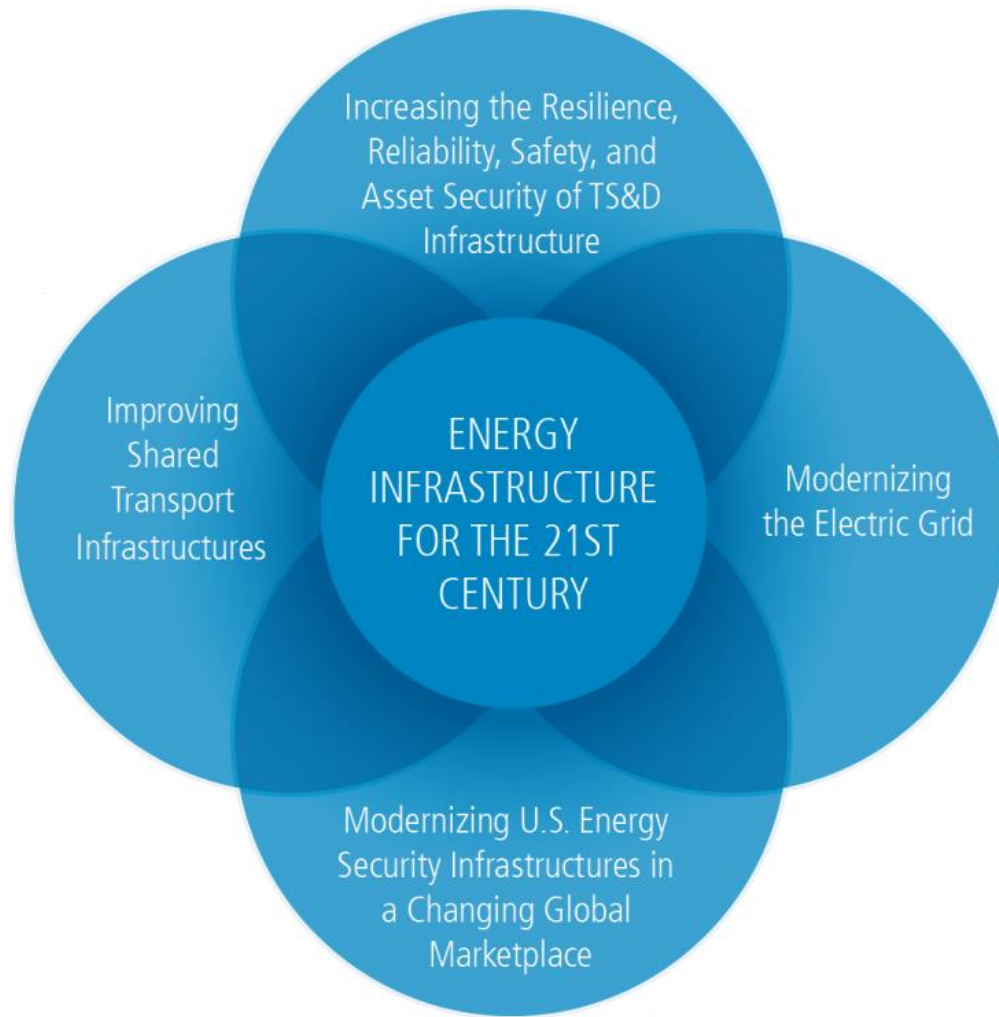 Increasing the Resilience,
Reliability, Safety, and
Asset Security of TS&D
Infrastructure
Improving
Shared
Transport
Infrastructures
ENERGY
INFRASTRUCTURE
FOR THE 21ST
CENTURY
Modernizing
the Electric Grid
Modernizing U.S. Energy
Security Infrastructures in
a Changing Global
Marketplace